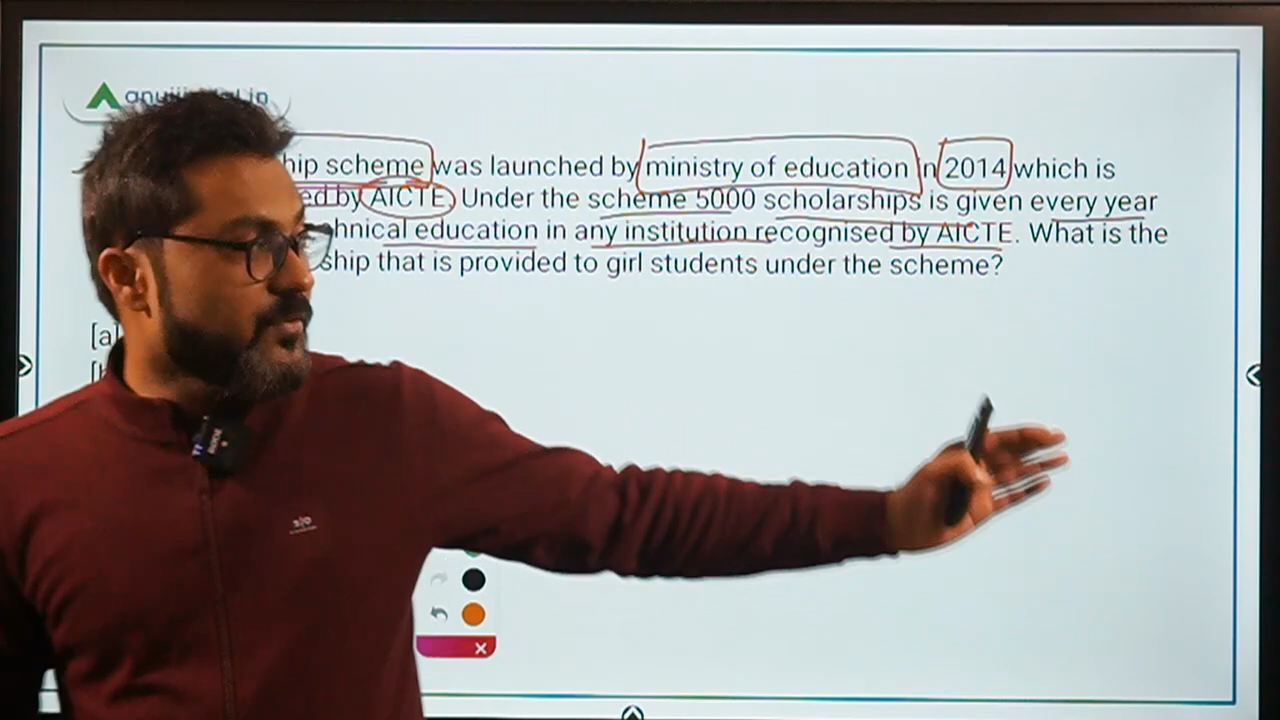 hip scheme was launched by ministry of education in 2014 which is
ed by AICTE. Under the scheme 5000 scholarships is given every year
hnical education in any institution recognised by AICTE. What is the
ship that is provided to girl students under the scheme?
[a]